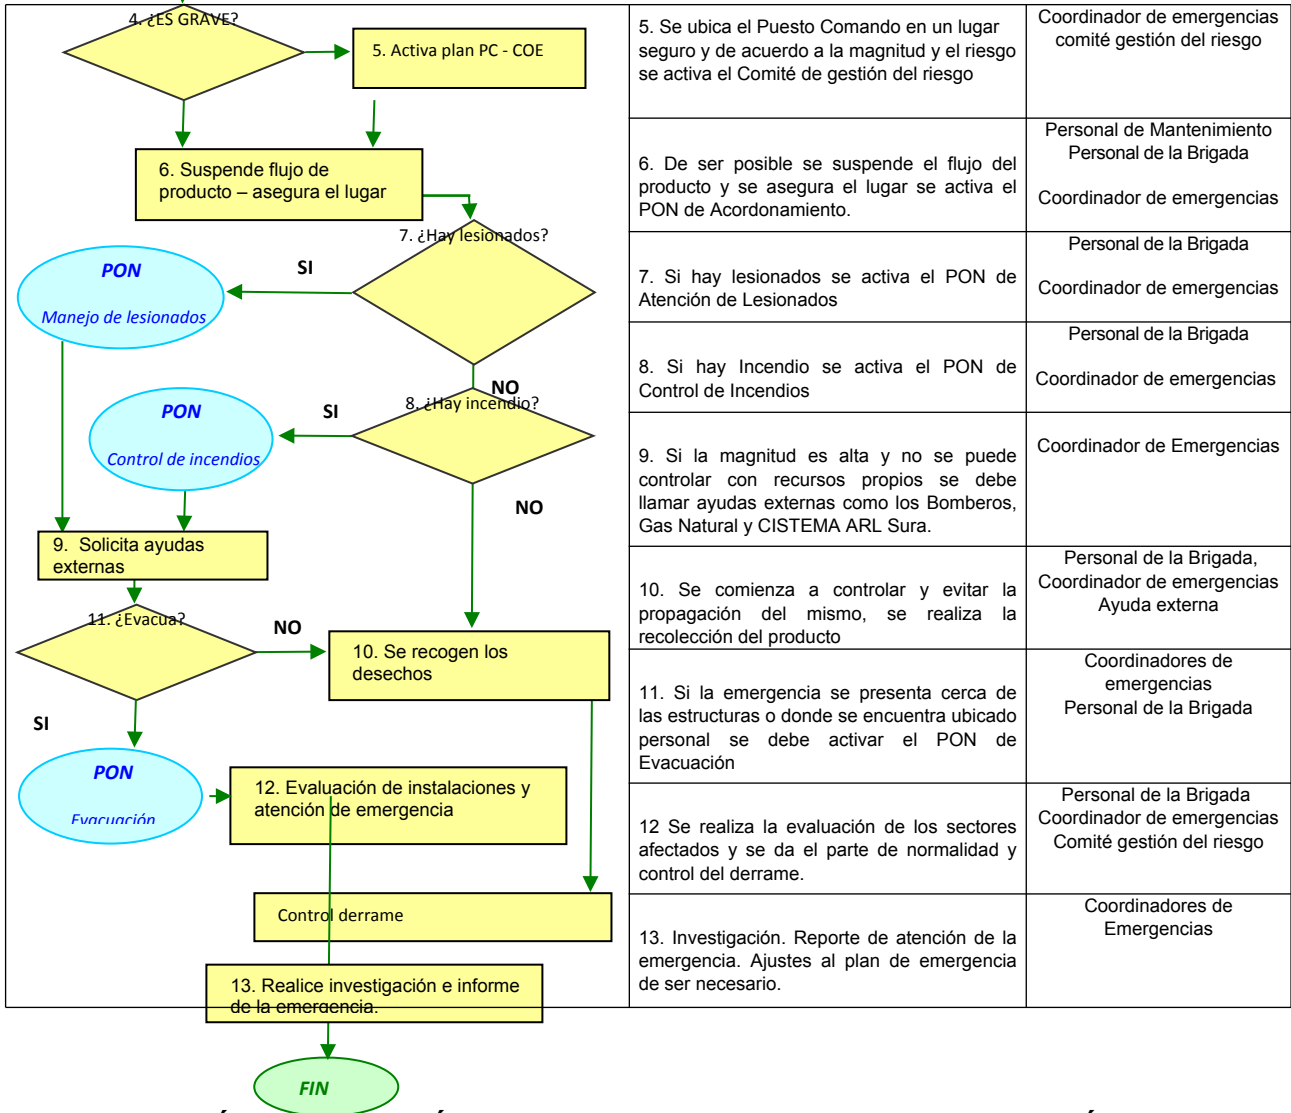 4. ¿ES GRAVE?
5. Activa plan PC - COE
6. Suspende flujo de
producto – asegura el lugar
7. ¿Hay lesionados?
SI
PON
Manejo de lesionados
NO
8. ¿Hay incendio?
SI
PON
Control de incendios
NO
9. Solicita ayudas
externas
11. ¿Evacua?
NO
10. Se recogen los
desechos
SI
PON
Evacuación
12. Evaluación de instalaciones y
atención de emergencia
Control derrame
13. Realice investigación e informe
de la emergencia.
FIN
5. Se ubica el Puesto Comando en un lugar
seguro y de acuerdo a la magnitud y el riesgo
se activa el Comité de gestión del riesgo
Coordinador de emergencias
comité gestión del riesgo
6. De ser posible se suspende el flujo del
producto y se asegura el lugar se activa el
PON de Acordonamiento.
Personal de Mantenimiento
Personal de la Brigada
Coordinador de emergencias
7. Si hay lesionados se activa el PON de
Atención de Lesionados
Personal de la Brigada
Coordinador de emergencias
8. Si hay Incendio se activa el PON de
Control de Incendios
Personal de la Brigada
Coordinador de emergencias
9. Si la magnitud es alta y no se puede
controlar con recursos propios se debe
llamar ayudas externas como los Bomberos,
Gas Natural y CISTEMA ARL Sura.
Coordinador de Emergencias
10. Se comienza a controlar y evitar la
propagación del mismo, se realiza la
recolección del producto
Personal de la Brigada,
Coordinador de emergencias
Ayuda externa
11. Si la emergencia se presenta cerca de
las estructuras o donde se encuentra ubicado
personal se debe activar el PON de
Evacuación
Coordinadores de
emergencias
Personal de la Brigada
12 Se realiza la evaluación de los sectores
afectados y se da el parte de normalidad y
control del derrame.
Personal de la Brigada
Coordinador de emergencias
Comité gestión del riesgo
13. Investigación. Reporte de atención de la
emergencia. Ajustes al plan de emergencia
de ser necesario.
Coordinadores de
Emergencias